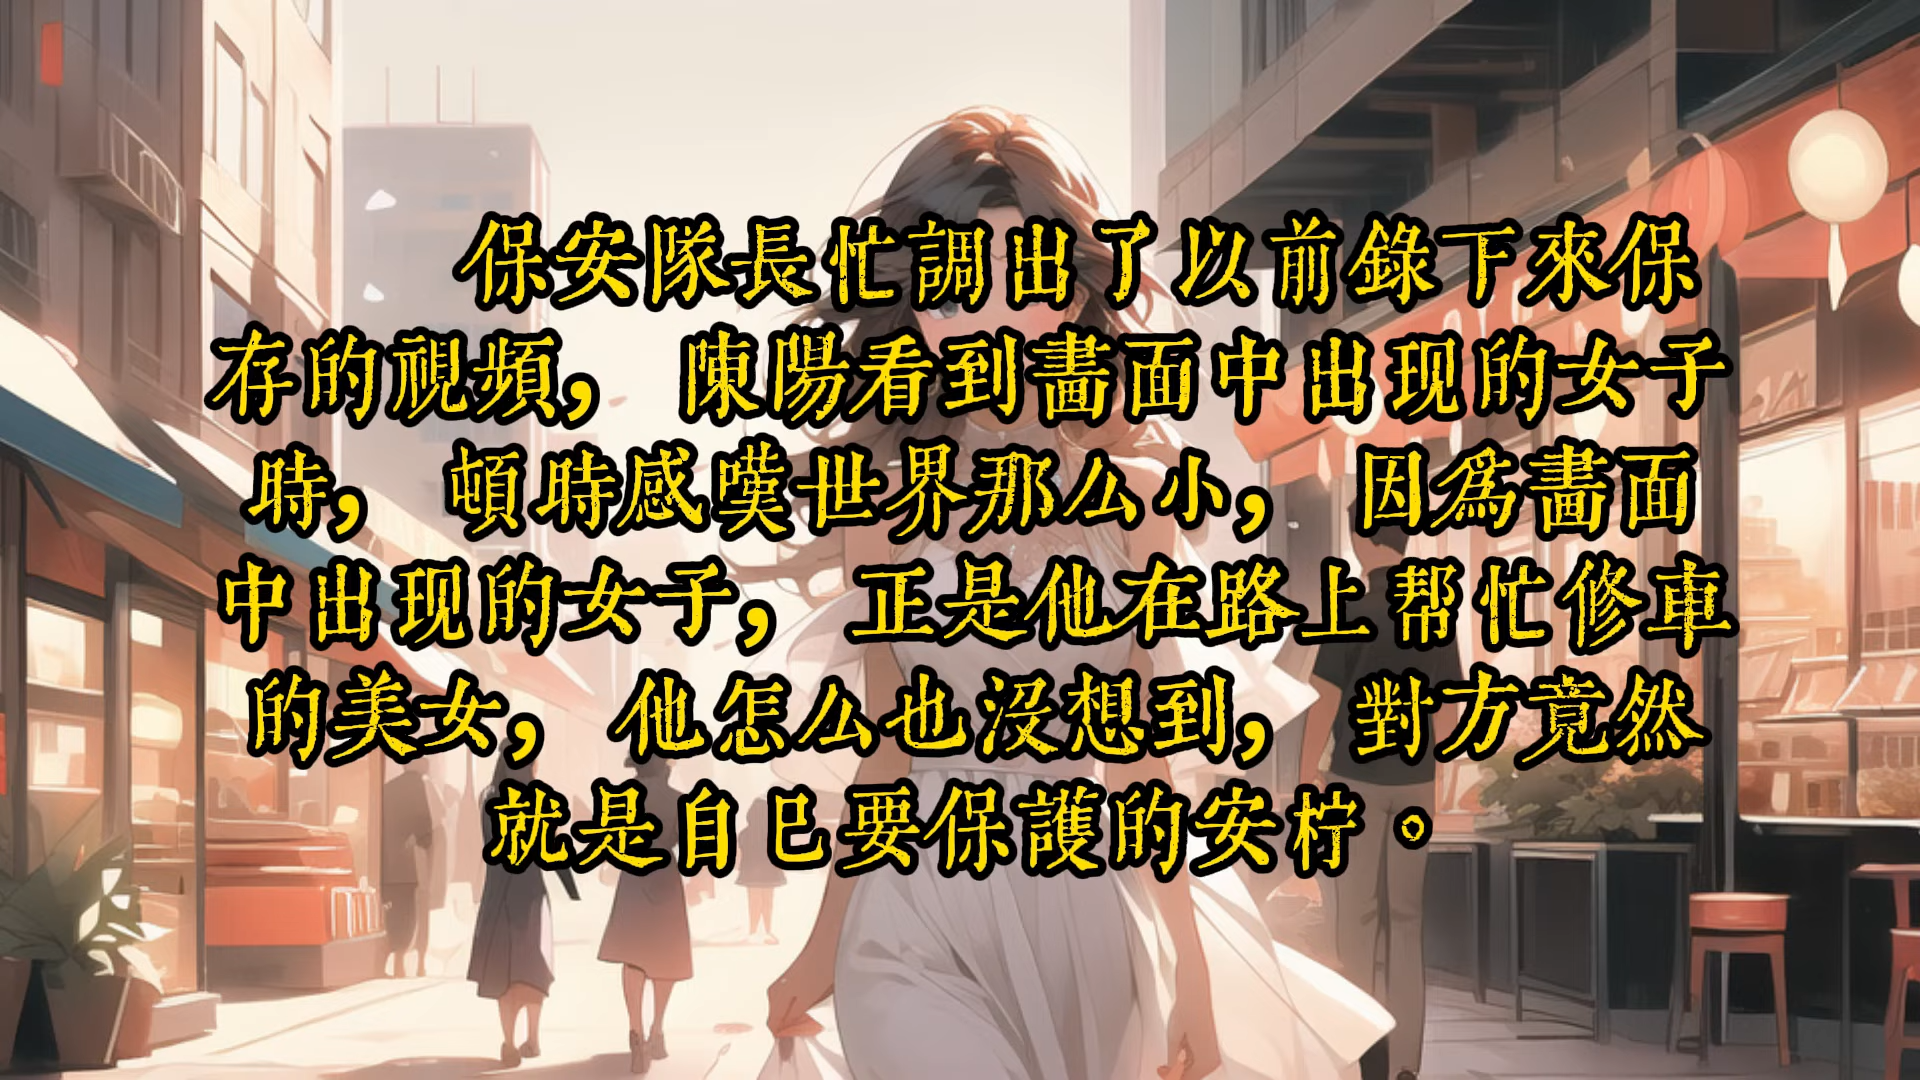 保安隊長忙調出了以前錄下來保
存的視頻, 陳陽看到畫面中出现的女子
時, 頓時感嘆世界那么小, 因爲畫面
中出现的女子, 正是他在路上帮忙修車
的美女, 他怎么也沒想到, 對方竟然
就是自已要保護的安柠。